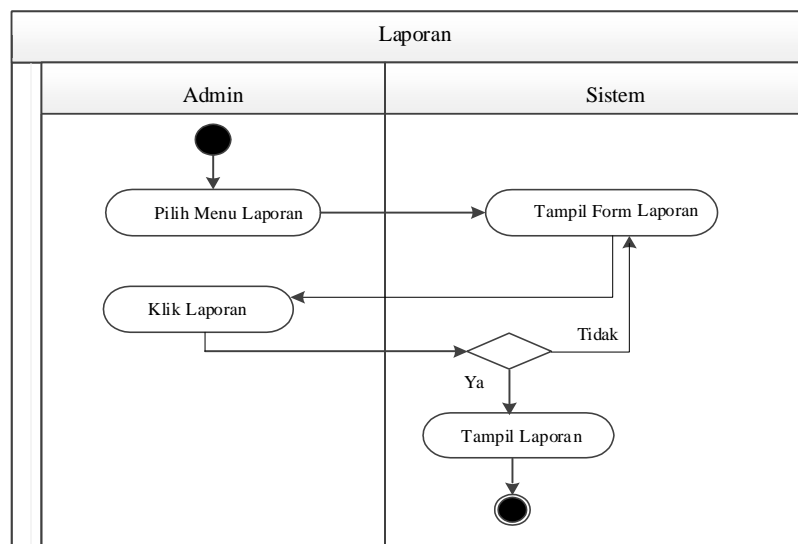 Laporan
Admin
Sistem
Pilih Menu Laporan
Tampil Form Laporan
Klik Laporan
Tidak
Ya
Tampil Laporan